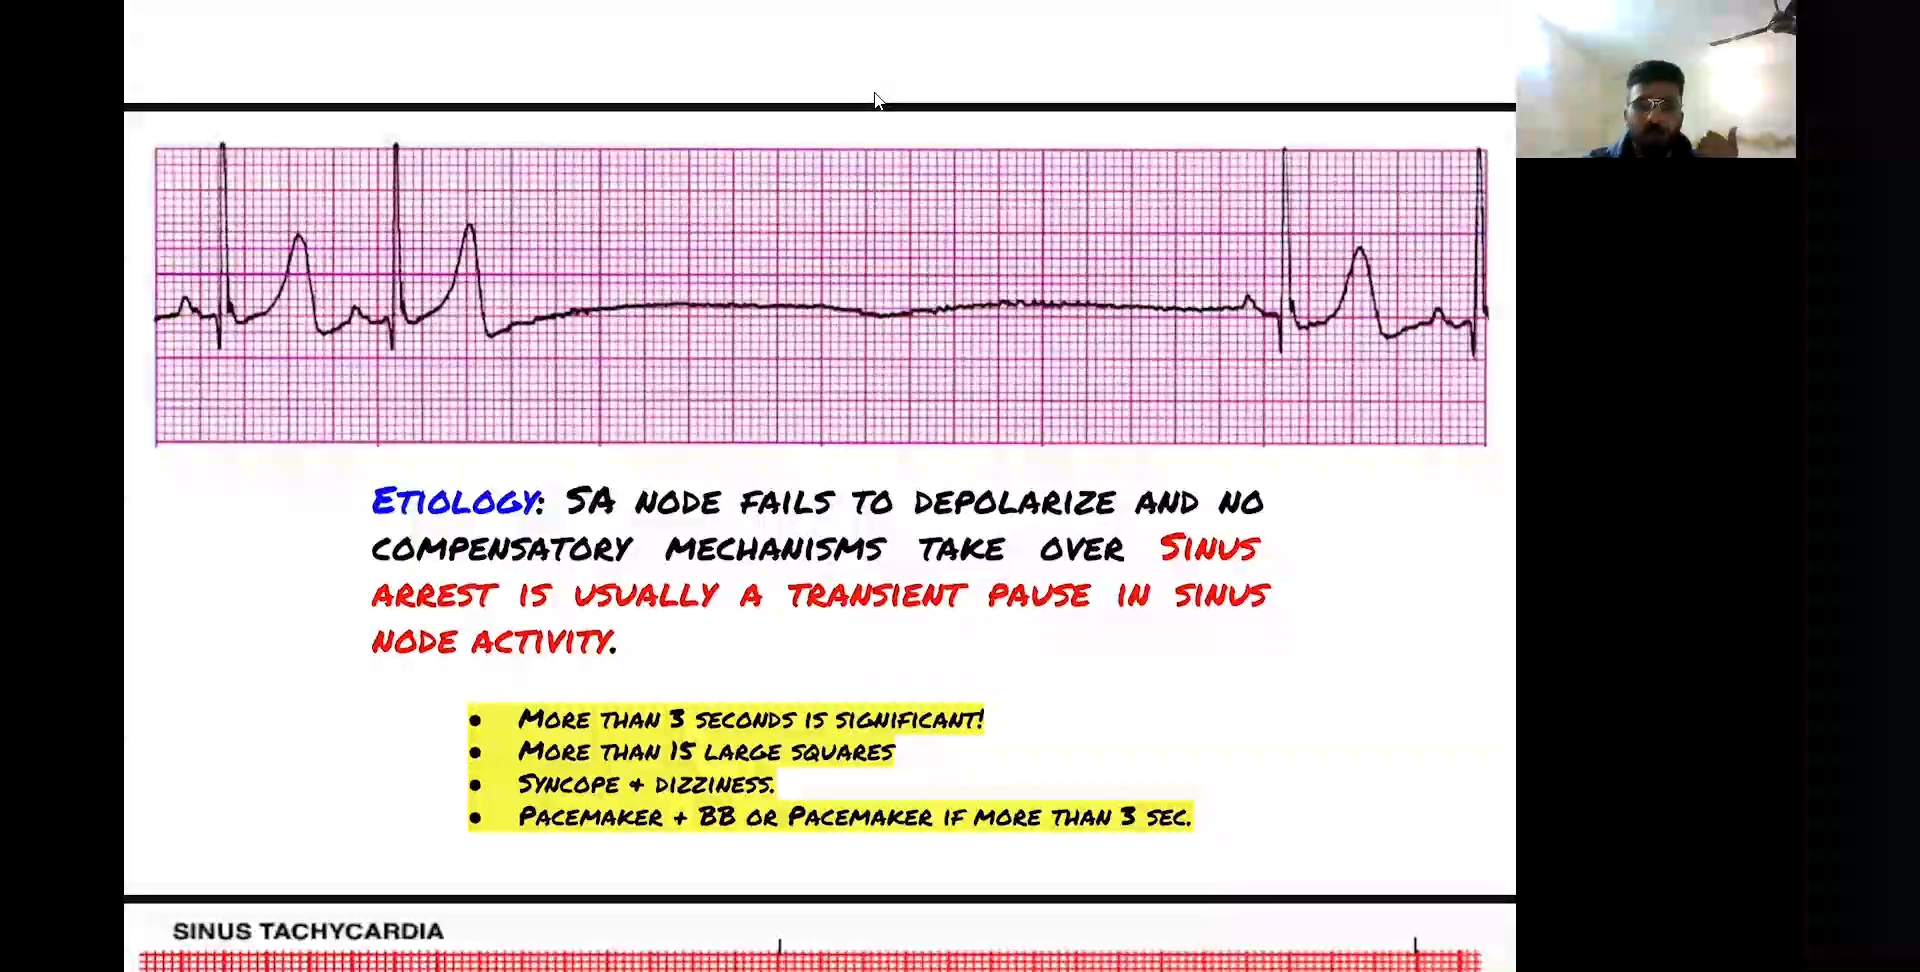 Etiology: SA node fails to depolarize and no
compensatory mechanisms take over Sinus
arrest is usually a transient pause in sinus
node activity.
• More than 3 seconds is significant!
• More than 15 large squares
• Syncope + dizziness.
• Pacemaker + BB or Pacemaker if more than 3 sec.
SINUS TACHYCARDIA